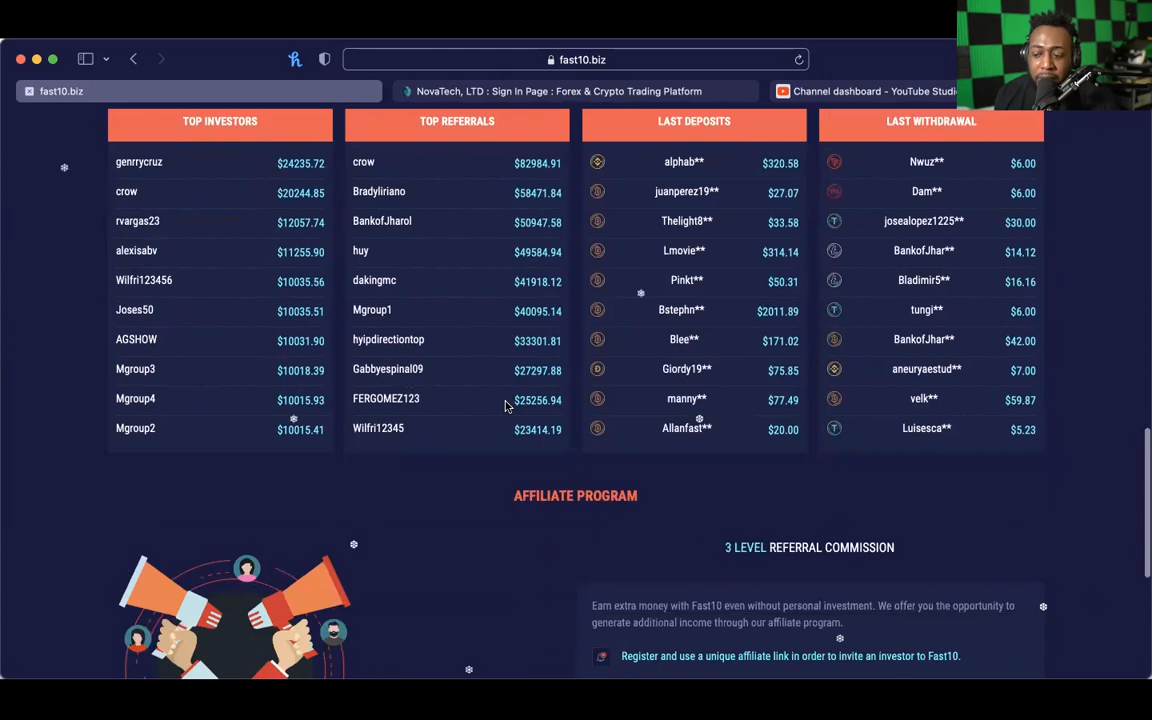 fast10.biz
fast10.biz
NovaTech, LTD : Sign In Page : Forex & Crypto Trading Platform
Channel dashboard - YouTube Studio
TOP INVESTORS
genrrycruz $24235.72
crow $20244.85
rvargas23 $12057.74
alexisabv $11255.90
Wilfri123456 $10035.56
Joses50 $10035.51
AGSHOW $10031.90
Mgroup3 $10018.39
Mgroup4 $10015.93
Mgroup2 $10015.41
TOP REFERRALS
crow $82984.91
Bradyliriano $58471.84
BankofJharol $50947.58
huy $49584.94
dakingmc $41918.12
Mgroup1 $40095.14
hyipdirectiontop $33301.81
Gabbyespinal09 $27297.88
FERGOMEZ123 $25256.94
Wilfri12345 $23414.19
LAST DEPOSITS
alphab** $320.58
juanperez19** $27.07
Thelight8** $33.58
Lmovie** $314.14
Pinkt** $50.31
Bstephn** $2011.89
Blee** $171.02
Giordy19** $75.85
manny** $77.49
Allanfast** $20.00
LAST WITHDRAWAL
Nwuz** $6.00
Dam** $6.00
josealopez1225** $30.00
BankofJhar** $14.12
Bladimir5** $16.16
tungi** $6.00
BankofJhar** $42.00
aneuryaestud** $7.00
velk** $59.87
Luisesca** $5.23
AFFILIATE PROGRAM
3 LEVEL REFERRAL COMMISSION
Earn extra money with Fast10 even without personal investment. We offer you the opportunity to
generate additional income through our affiliate program.
Register and use a unique affiliate link in order to invite an investor to Fast10.